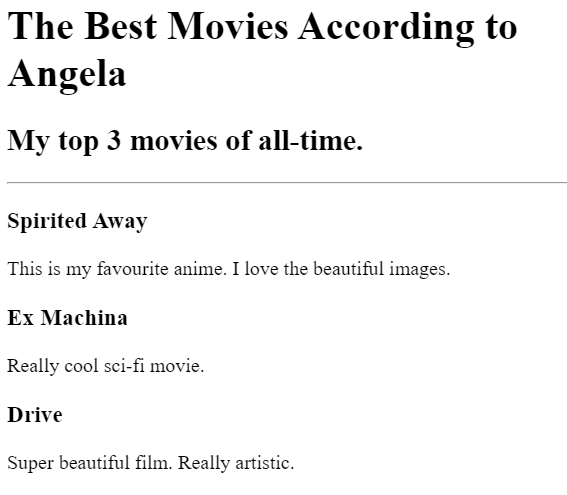 The Best Movies According to
Angela
My top 3 movies of all-time.
Spirited Away
This is my favourite anime. I love the beautiful images.
Ex Machina
Really cool sci-fi movie.
Drive
Super beautiful film. Really artistic.